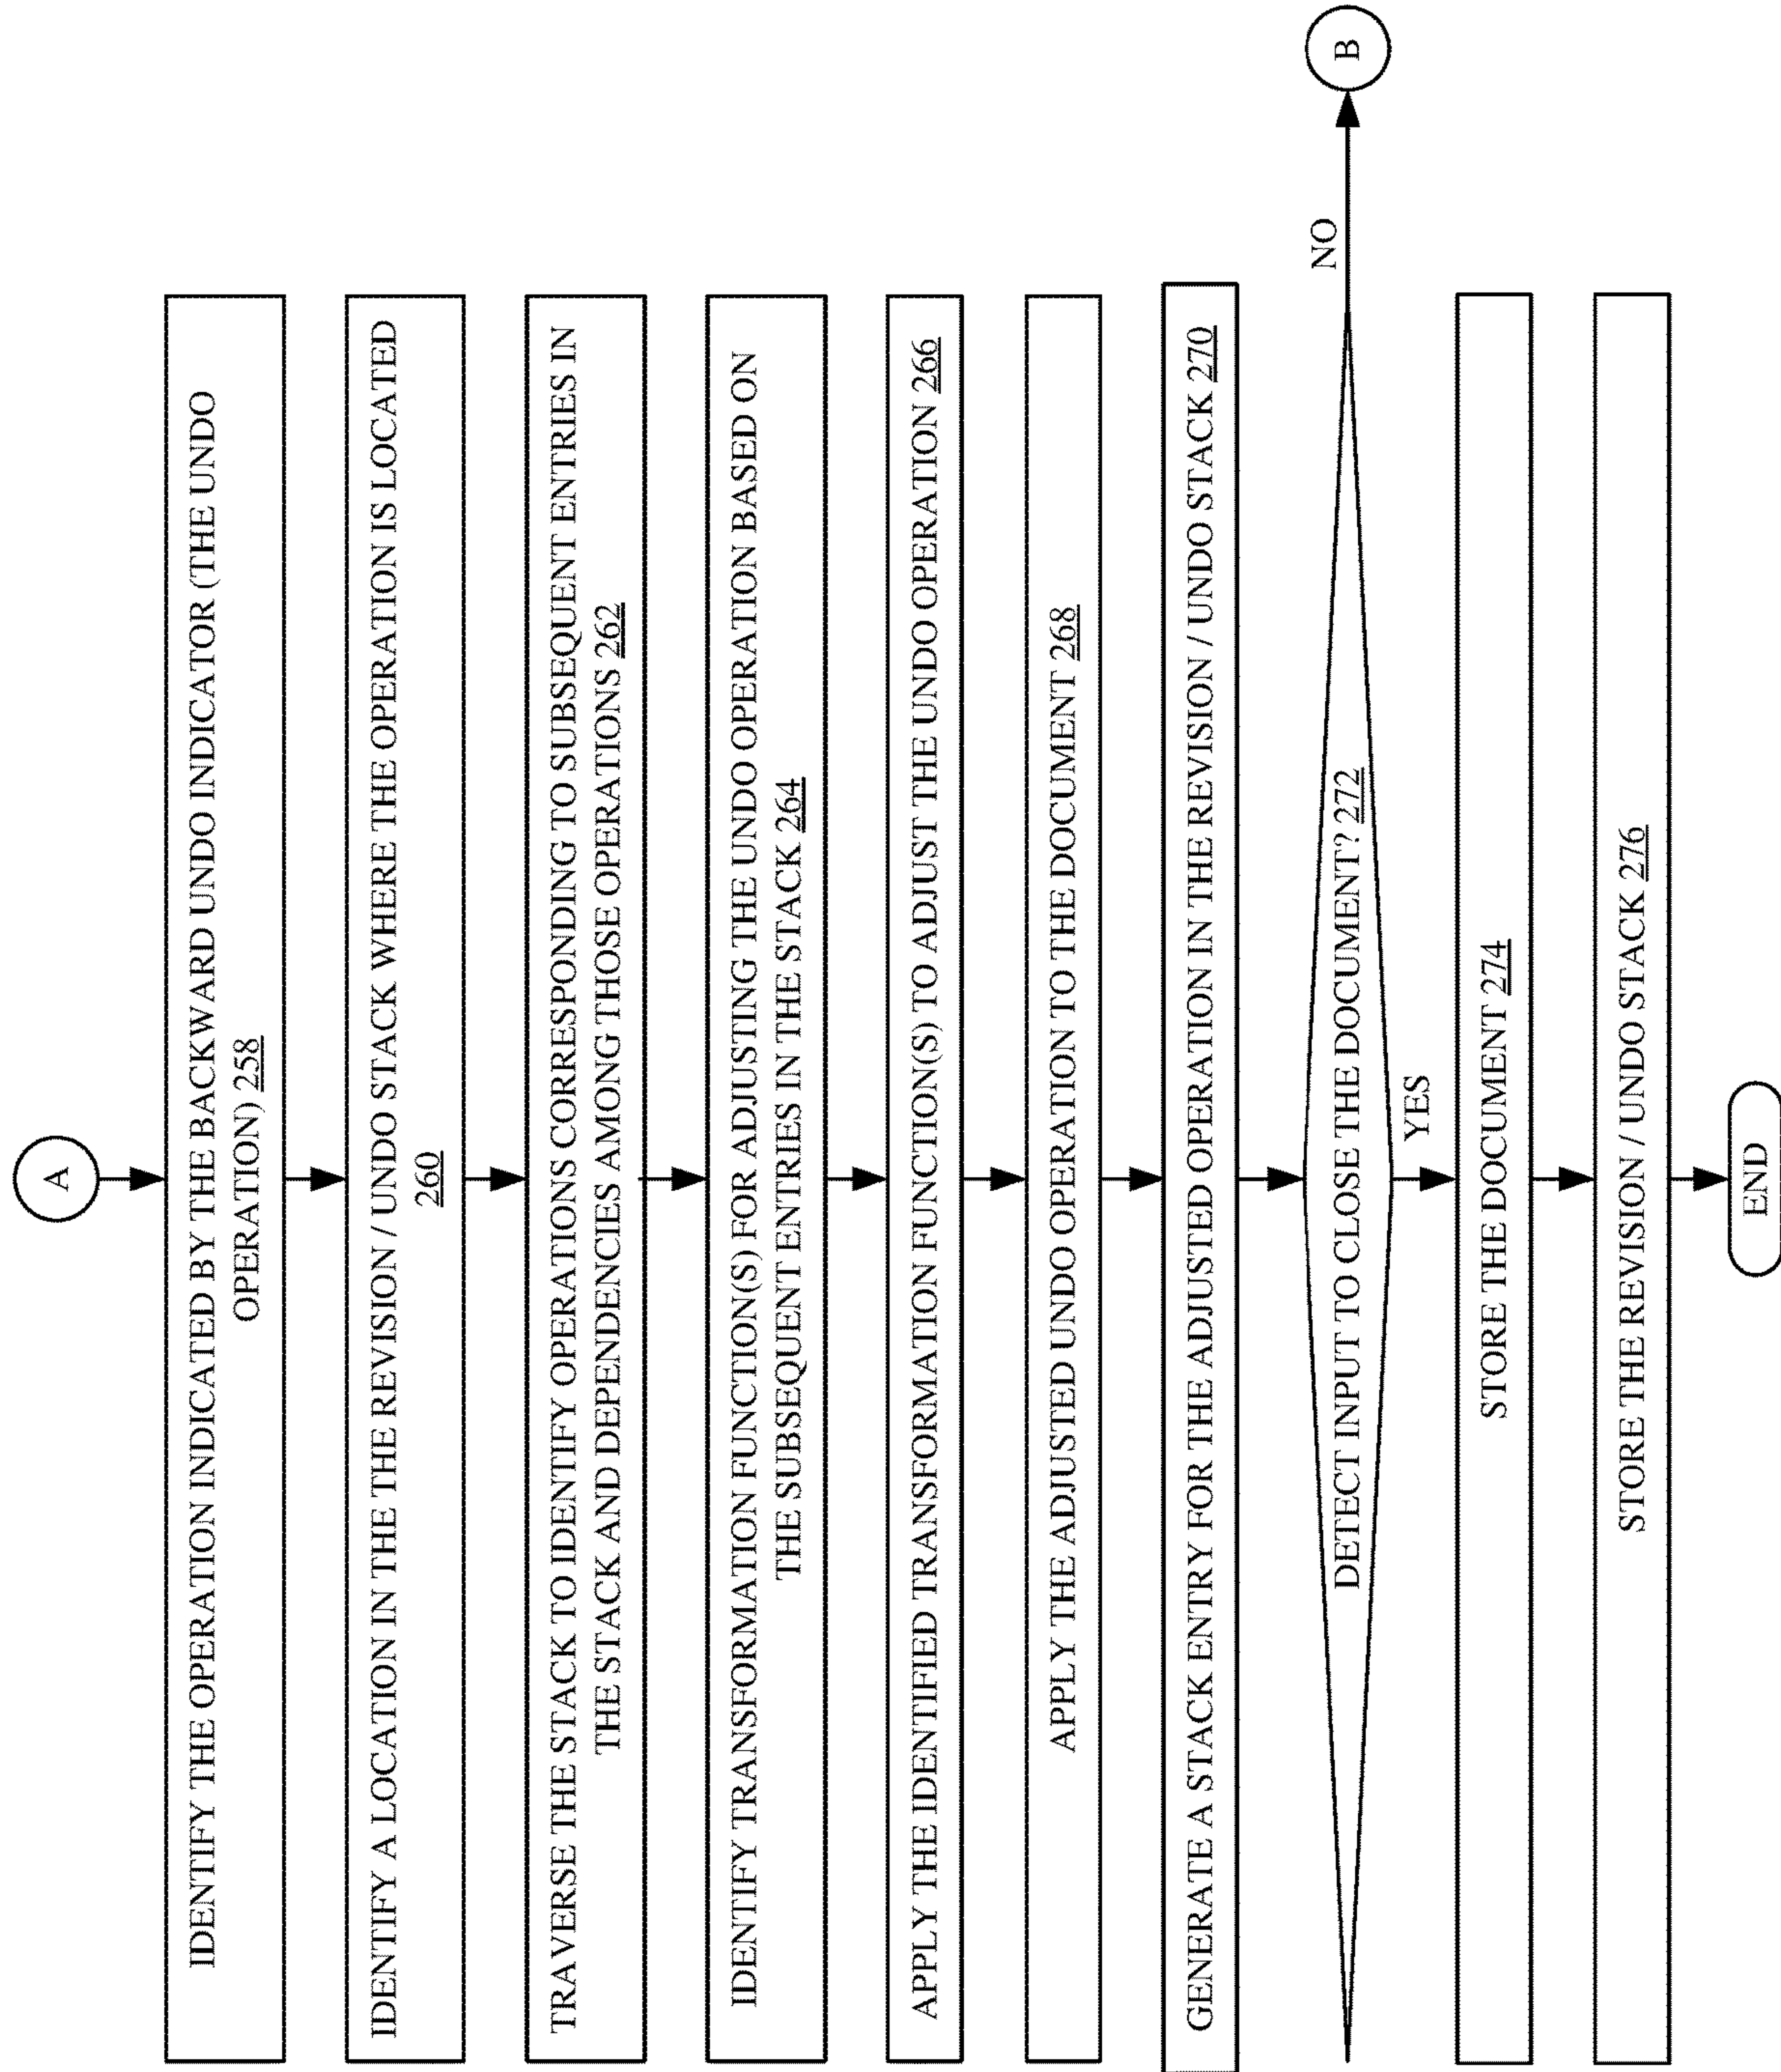 A
IDENTIFY THE OPERATION INDICATED BY THE BACKWARD UNDO INDICATOR (THE UNDO
OPERATION) 258
IDENTIFY A LOCATION IN THE THE REVISION / UNDO STACK WHERE THE OPERATION IS LOCATED
260
TRAVERSE THE STACK TO IDENTIFY OPERATIONS CORRESPONDING TO SUBSEQUENT ENTRIES IN
THE STACK AND DEPENDENCIES AMONG THOSE OPERATIONS 262
IDENTIFY TRANSFORMATION FUNCTION(S) FOR ADJUSTING THE UNDO OPERATION BASED ON
THE SUBSEQUENT ENTRIES IN THE STACK 264
APPLY THE IDENTIFIED TRANSFORMATION FUNCTION(S) TO ADJUST THE UNDO OPERATION 266
APPLY THE ADJUSTED UNDO OPERATION TO THE DOCUMENT 268
GENERATE A STACK ENTRY FOR THE ADJUSTED OPERATION IN THE REVISION / UNDO STACK 270
DETECT INPUT TO CLOSE THE DOCUMENT? 272
NO
B
YES
STORE THE DOCUMENT 274
STORE THE REVISION / UNDO STACK 276
END